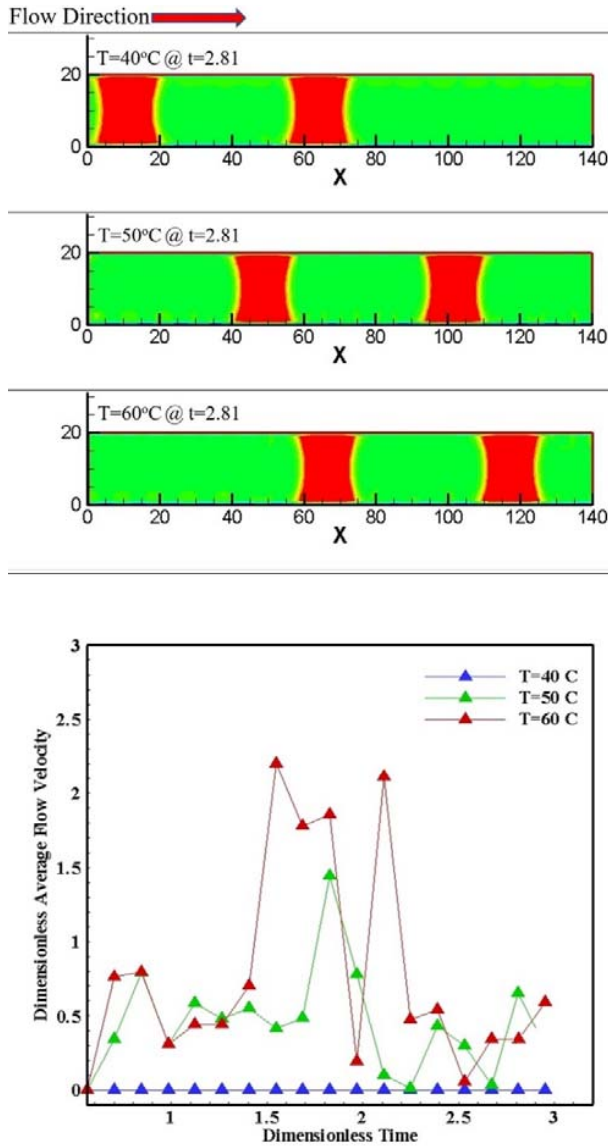 Flow Direction
T=40°C @ t=2.81
20
0
0 20 40 60 80 100 120 140
X
T=50°C @ t=2.81
20
0
0 20 40 60 80 100 120 140
X
T=60°C @ t=2.81
20
0
0 20 40 60 80 100 120 140
X
3
T=40 C
T=50 C
2.5
T=60 C
2
1.5
1
0.5
0
Dimensionless Average Flow Velocity
1 1.5 2 2.5 3
Dimensionless Time